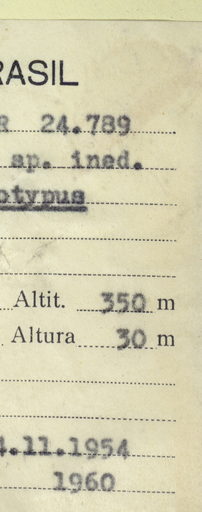 RASIL
R 24.789
sp. ined.
otypus
Altit. 350 m
Altura 30 m
4.11.1954
1960